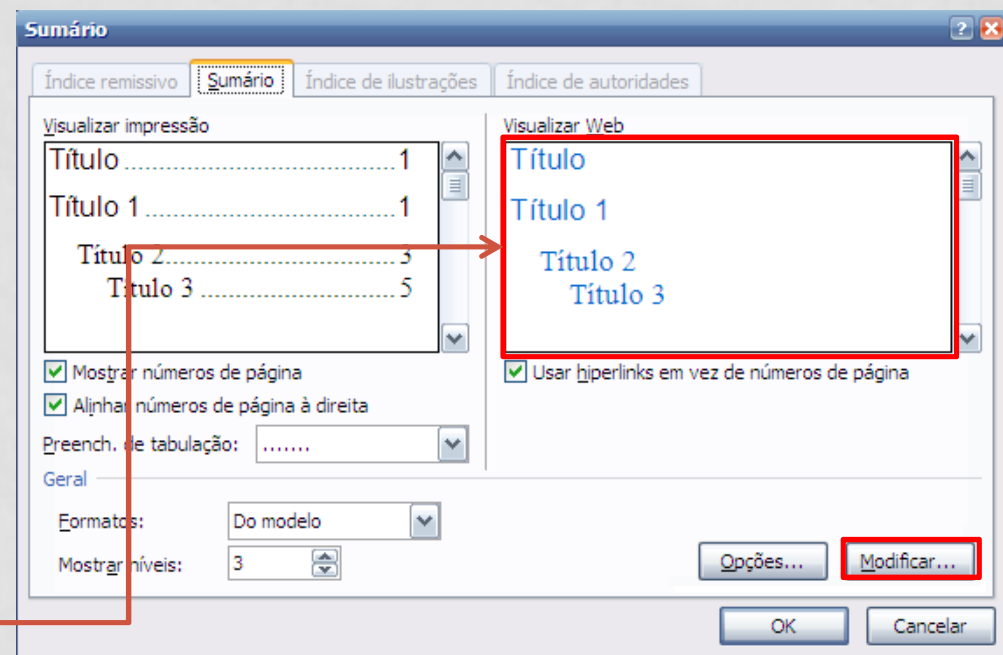 Sumário
Índice remissivo Sumário Índice de ilustrações Índice de autoridades
Visualizar impressão
Título ........................................ 1
Título 1 ..................................... 1
Título 2................................... 3
Título 3 ............................. 5
Mostrar números de página
Alinhar números de página à direita
Preench. de tabulação: .......
Visualizar Web
Título
Título 1
Título 2
Título 3
Usar hiperlinks em vez de números de página
Geral
Formatos: Do modelo
Mostrar níveis: 3
Opções... Modificar...
OK Cancelar